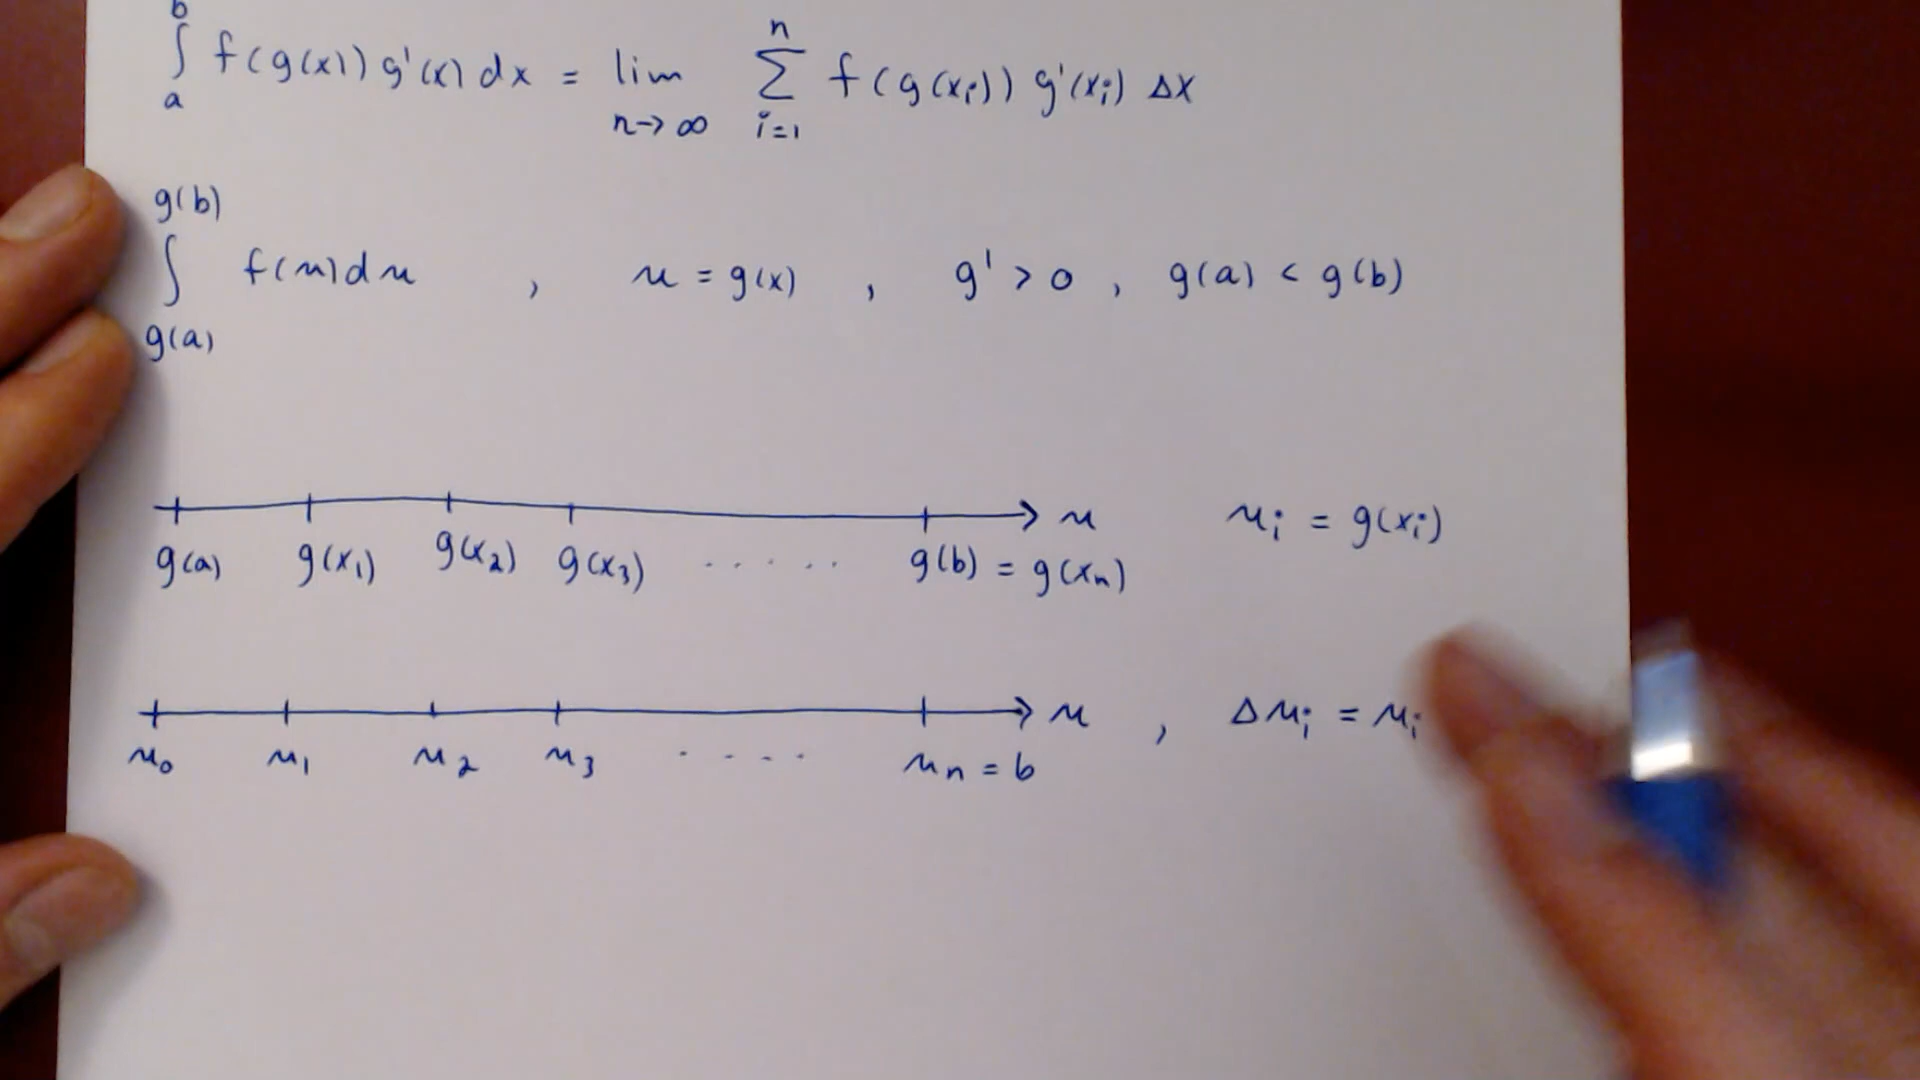 b
∫ f(g(x)) g'(x) dx = lim Σ f(g(xi)) g'(xi) Δx
a n→∞ i=1 n
g(b)
∫ f(u)du , u = g(x) , g' > 0 , g(a) < g(b)
g(a)
u ui = g(xi)
g(a) g(x1) g(x2) g(x3) ..... g(b) = g(xn)
u , Δui = ui
u0 u1 u2 u3 ..... un = b